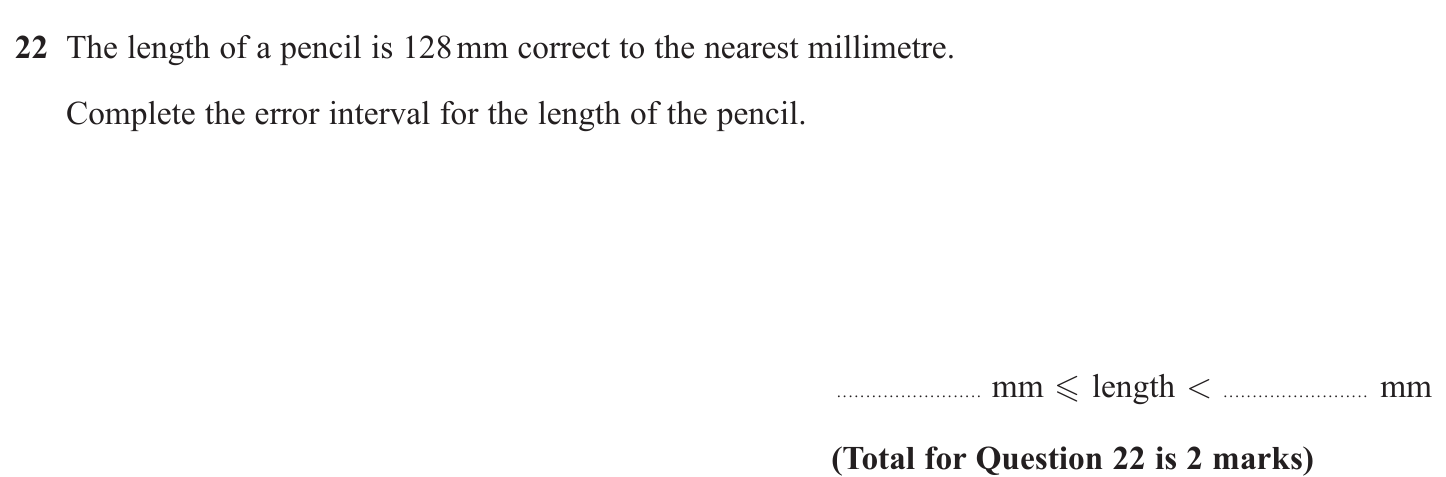 22 The length of a pencil is 128 mm correct to the nearest millimetre.
Complete the error interval for the length of the pencil.
........................ mm ⩽ length < ........................ mm
(Total for Question 22 is 2 marks)